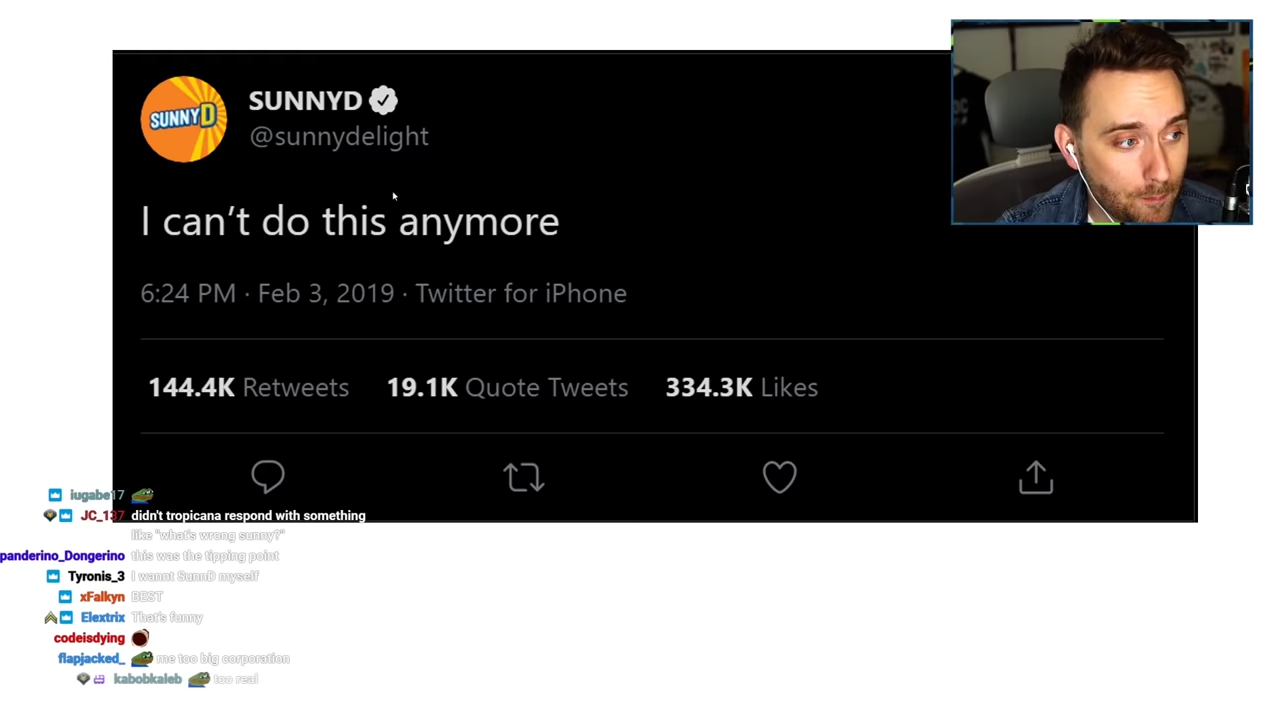 SUNNYD
SUNNYD
@sunnydelight
I can't do this anymore
6:24 PM · Feb 3, 2019 · Twitter for iPhone
144.4K Retweets 19.1K Quote Tweets 334.3K Likes
iugabe17
JC_137 didn't tropicana respond with something
like "what's wrong sunny?"
panderino_Dongerino this was the tipping point
Tyronis_3 I wannt SunnD myself
xFalkyn BEST
Elextrix That's funny
codeisdying
flapjacked_ me too big corporation
kabobkaleb too real